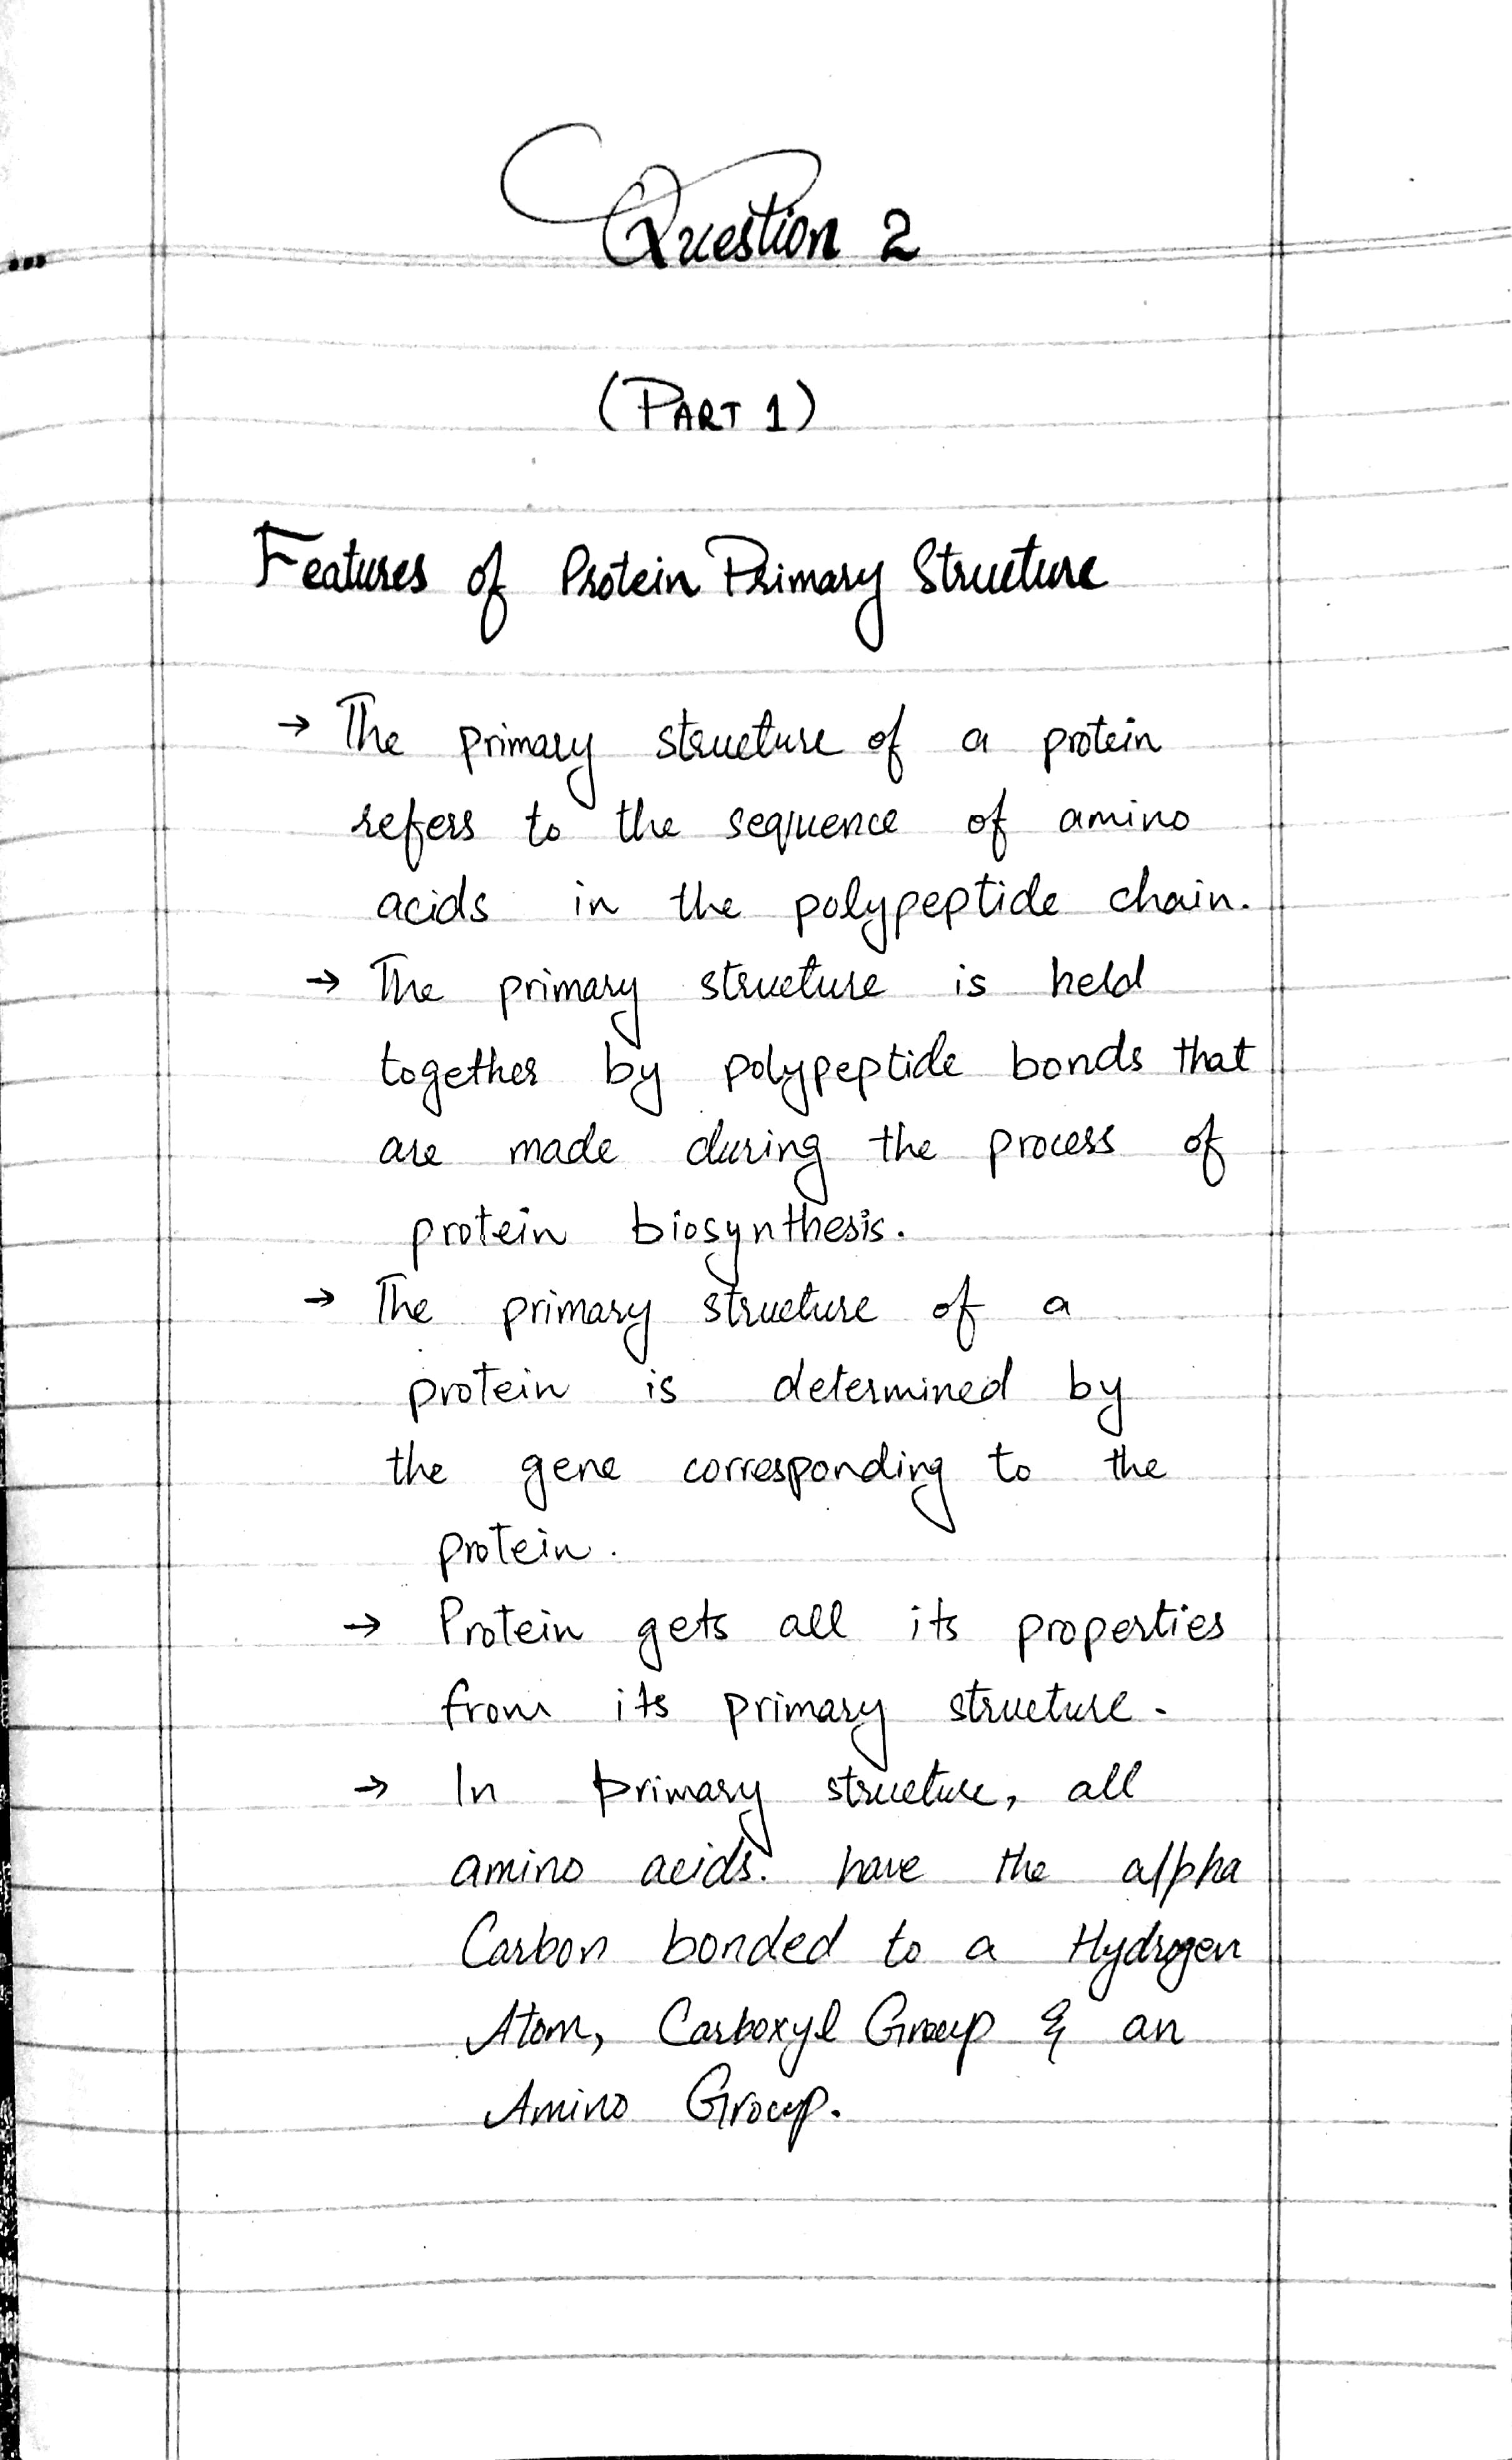 Question 2
(PART 1)
Features of Protein Primary Structure
→ The primary structure of a protein
refers to the sequence of amino
acids in the polypeptide chain.
→ The primary structure is held
together by polypeptide bonds that
are made during the process of
protein biosynthesis.
→ The primary structure of a
protein is determined by
the gene corresponding to the
protein.
→ Protein gets all its properties
from its primary structure.
→ In primary structure, all
amino acids. have the alpha
Carbon bonded to a Hydrogen
Atom, Carboxyl Group & an
Amino Group.